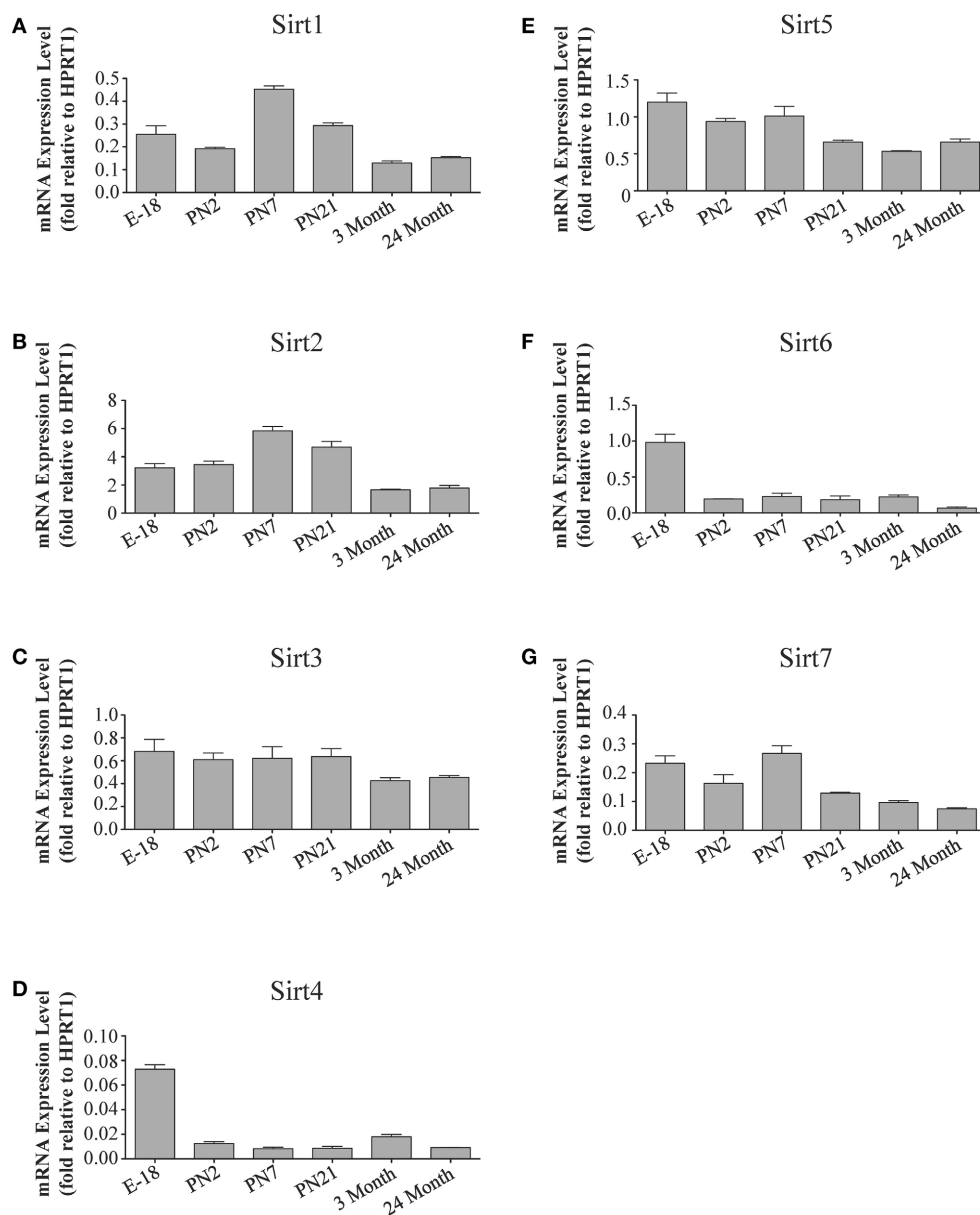 A
Sirt1
mRNA Expression Level
(fold relative to HPRT1)
0.5
0.4
0.3
0.2
0.1
0.0
E-18
PN2
PN7
PN21
3 Month
24 Month
B
Sirt2
mRNA Expression Level
(fold relative to HPRT1)
8
6
4
2
0
E-18
PN2
PN7
PN21
3 Month
24 Month
C
Sirt3
mRNA Expression Level
(fold relative to HPRT1)
1.0
0.8
0.6
0.4
0.2
0.0
E-18
PN2
PN7
PN21
3 Month
24 Month
D
Sirt4
mRNA Expression Level
(fold relative to HPRT1)
0.10
0.08
0.06
0.04
0.02
0.00
E-18
PN2
PN7
PN21
3 Month
24 Month
E
Sirt5
mRNA Expression Level
(fold relative to HPRT1)
1.5
1.0
0.5
0
E-18
PN2
PN7
PN21
3 Month
24 Month
F
Sirt6
mRNA Expression Level
(fold relative to HPRT1)
1.5
1.0
0.5
0.0
E-18
PN2
PN7
PN21
3 Month
24 Month
G
Sirt7
mRNA Expression Level
(fold relative to HPRT1)
0.4
0.3
0.2
0.1
0.0
E-18
PN2
PN7
PN21
3 Month
24 Month